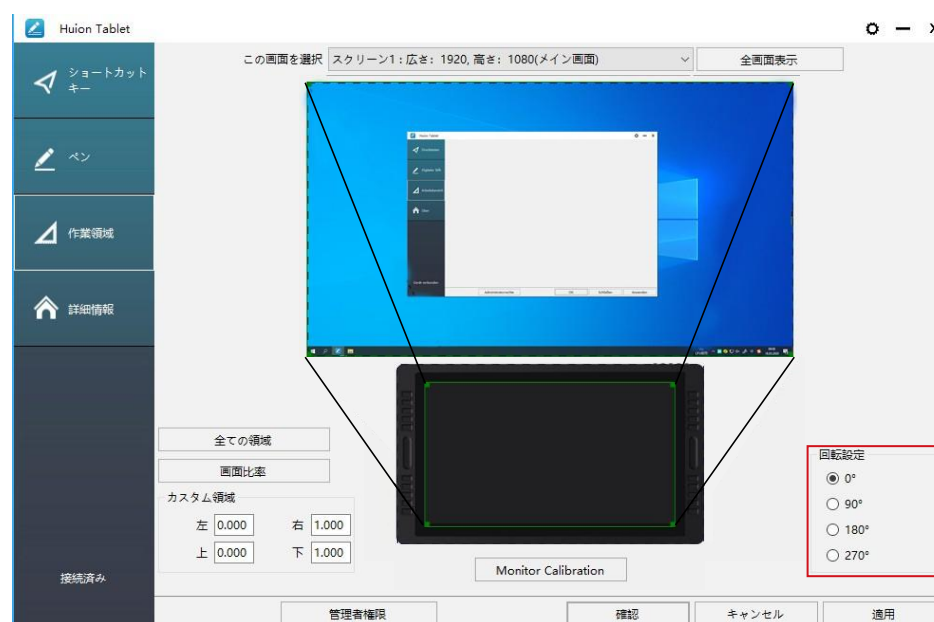 Huion Tablet
この画面を選択 スクリーン1 : 広さ: 1920, 高さ: 1080(メイン画面) 全画面表示
ショートカット
キー
ペン
作業領域
詳細情報
接続済み
全ての領域
画面比率
カスタム領域
左 0.000 右 1.000
上 0.000 下 1.000
Monitor Calibration
回転設定
0°
90°
180°
270°
管理者権限 確認 キャンセル 適用